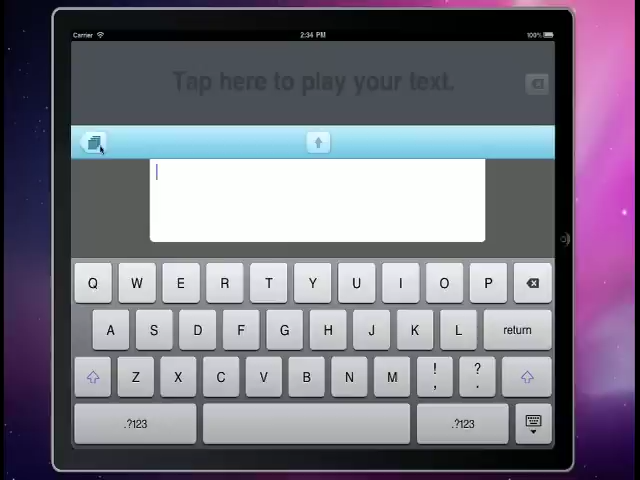 Carrier 2:34 PM 100%
Tap here to play your text.
Q W E R T Y U I O P
A S D F G H J K L return
Z X C V B N M ! , ? .
.?123 .?123